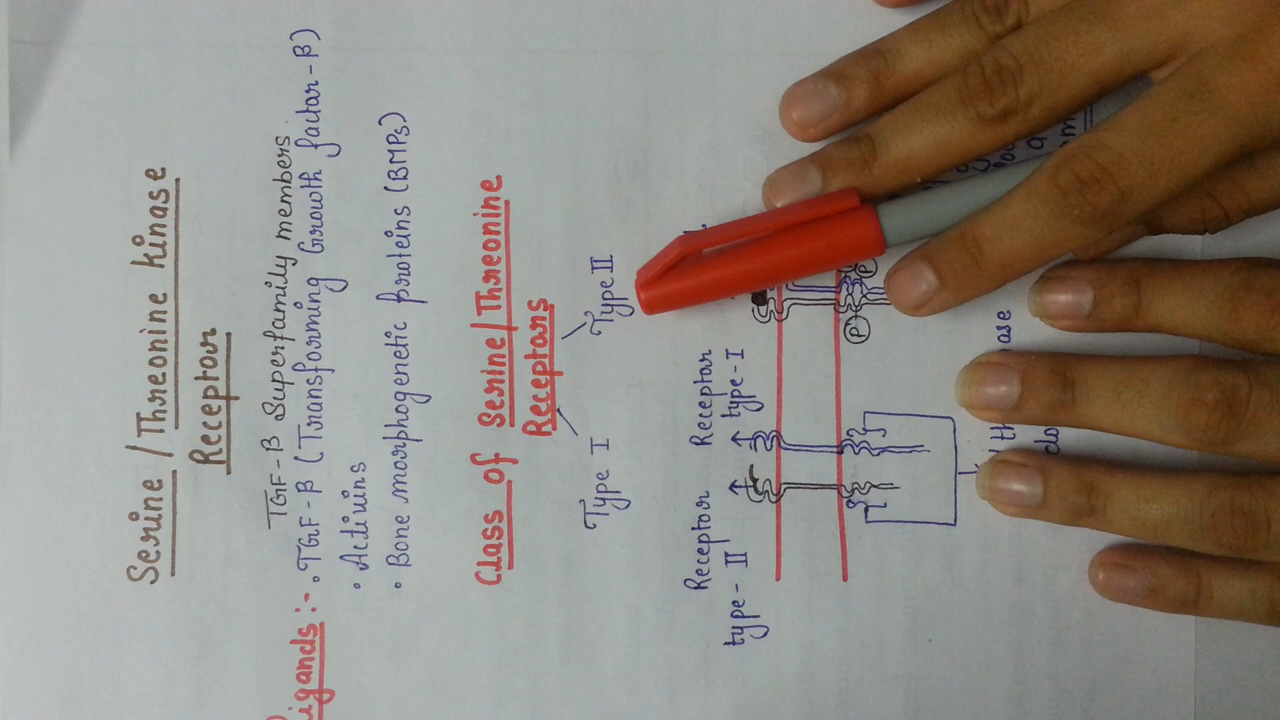 Serine / Threonine kinase
Receptor
TGF-β Superfamily members
Ligands :- • TGF-β (Transforming Growth factor-β)
• Activins
• Bone morphogenetic proteins (BMPs)
Class of Serine/Threonine
Receptors
Type I Type II
Receptor Receptor
type-II type-I
P P